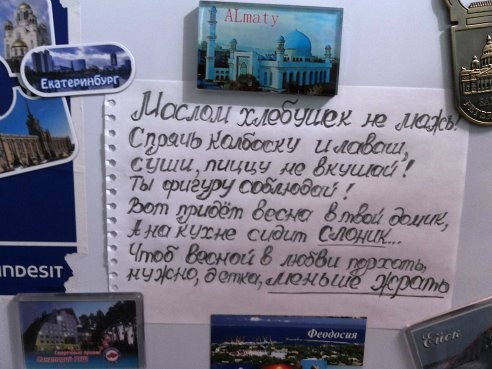 ALmaty
Екатеринбург
Маслом хлебушек не мажь!
Спрячь колбаску и лаваш,
суши, пиццу не вкушай!
Ты фигуру соблюдай!
Вот придёт весна в твой домик,
А на кухне сидит слоник...
Чтоб весной в любви порхать,
нужно, детка, меньше жрать
INDESIT
Феодосия
Ейск